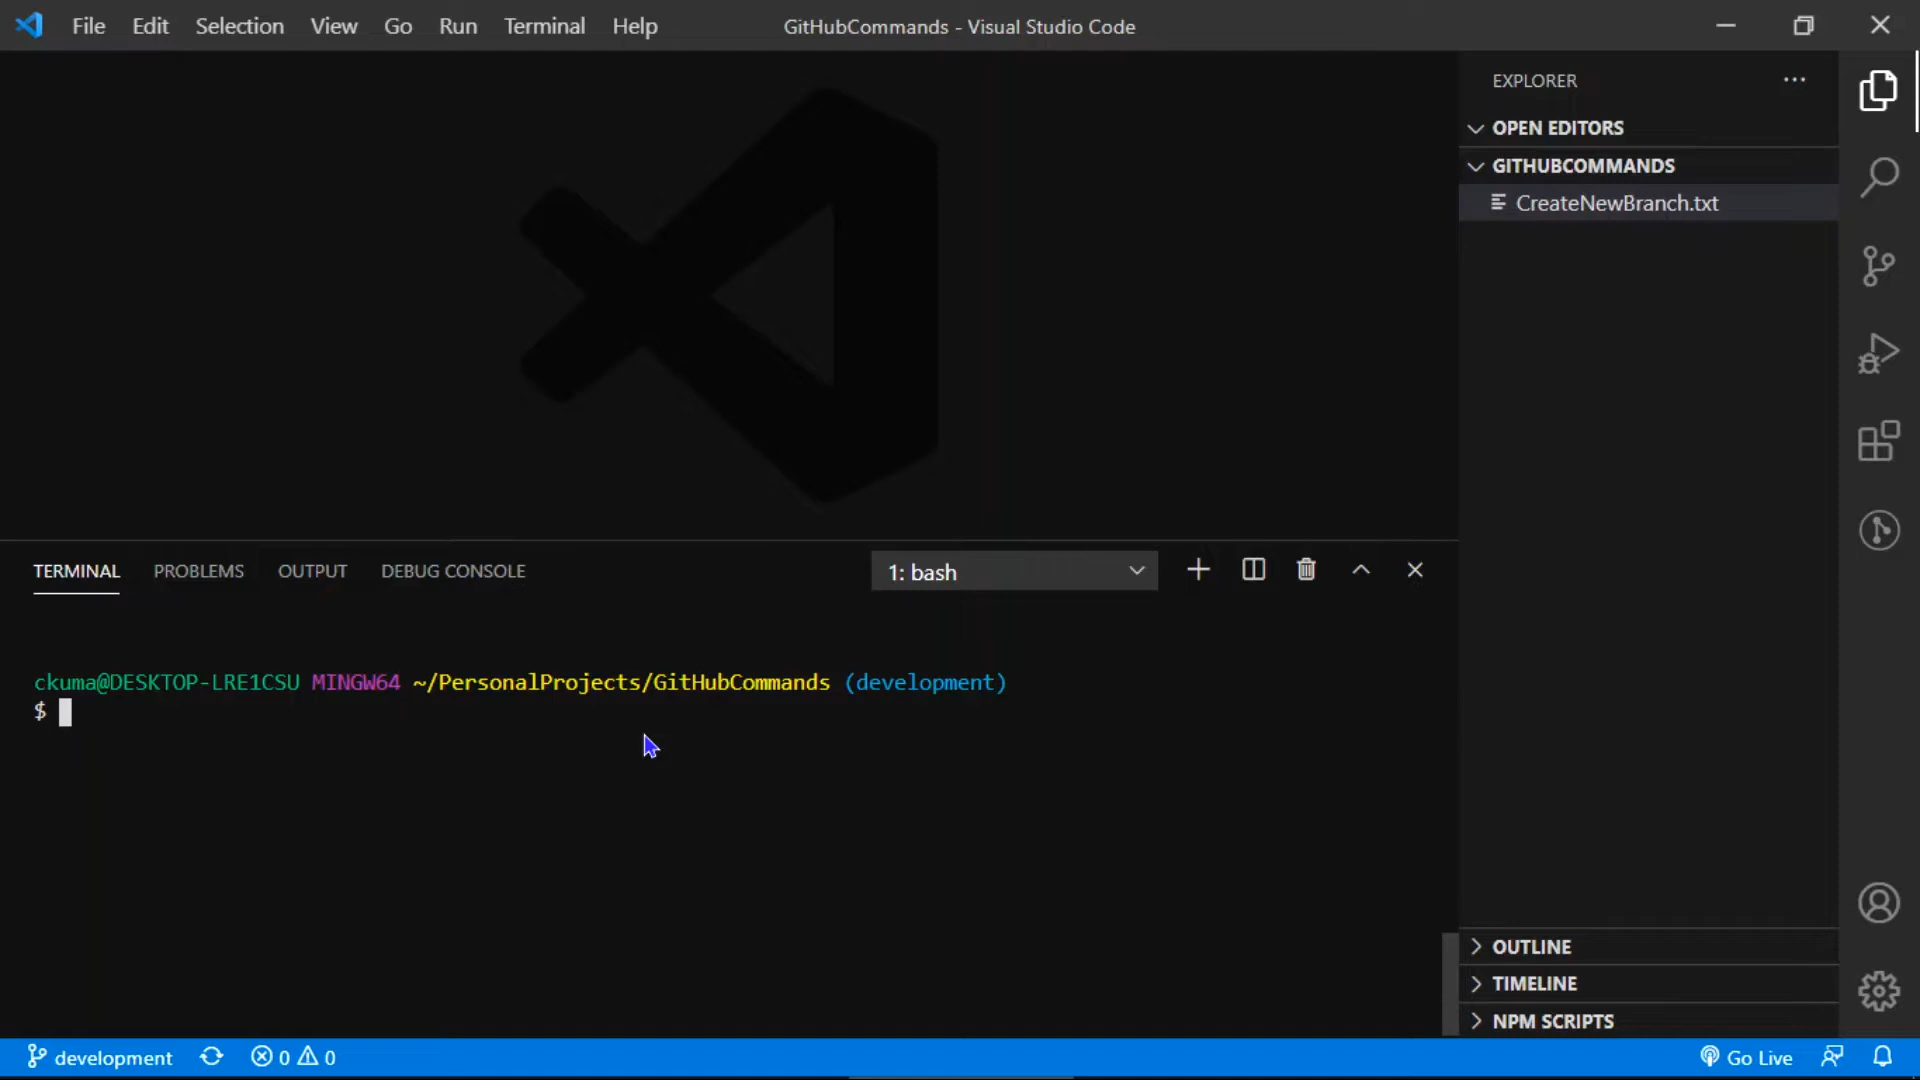 File Edit Selection View Go Run Terminal Help
GitHubCommands - Visual Studio Code
EXPLORER
OPEN EDITORS
GITHUBCOMMANDS
CreateNewBranch.txt
TERMINAL PROBLEMS OUTPUT DEBUG CONSOLE
1: bash
ckuma@DESKTOP-LRE1CSU MINGW64 ~/PersonalProjects/GitHubCommands (development)
$
OUTLINE
TIMELINE
NPM SCRIPTS
development 0 0
Go Live